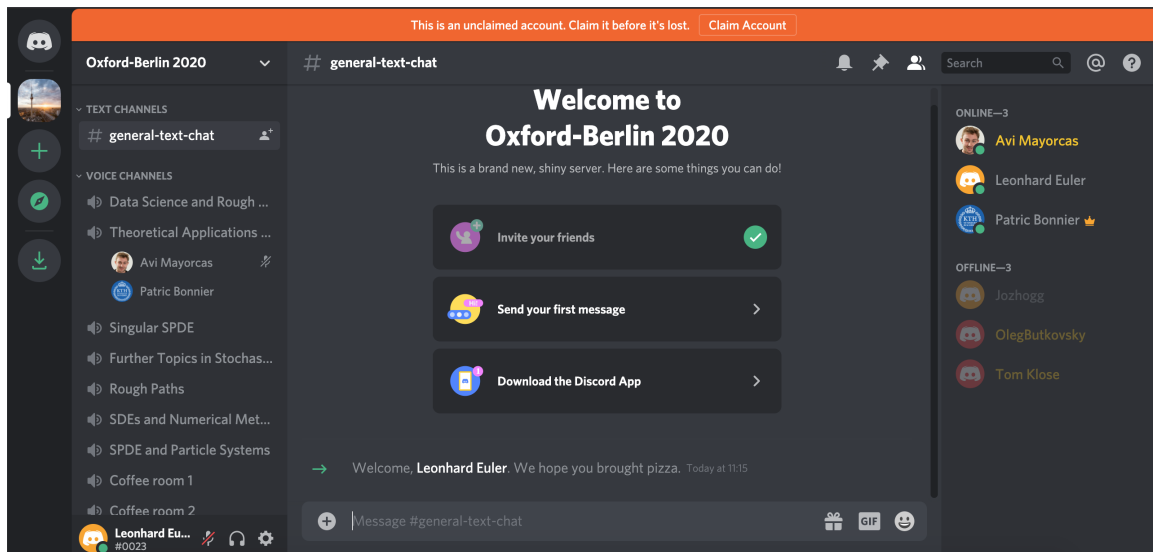 This is an unclaimed account. Claim it before it's lost. Claim Account
Oxford-Berlin 2020
general-text-chat
Search
TEXT CHANNELS
general-text-chat
VOICE CHANNELS
Data Science and Rough ...
Theoretical Applications ...
Avi Mayorcas
Patric Bonnier
Singular SPDE
Further Topics in Stochas...
Rough Paths
SDEs and Numerical Met...
SPDE and Particle Systems
Coffee room 1
Coffee room 2
Leonhard Eu...
#0023
Welcome to
Oxford-Berlin 2020
This is a brand new, shiny server. Here are some things you can do!
Invite your friends
Send your first message
Download the Discord App
Welcome, Leonhard Euler. We hope you brought pizza. Today at 11:15
Message #general-text-chat
GIF
ONLINE—3
Avi Mayorcas
Leonhard Euler
Patric Bonnier
OFFLINE—3
Jozhogg
OlegButkovsky
Tom Klose